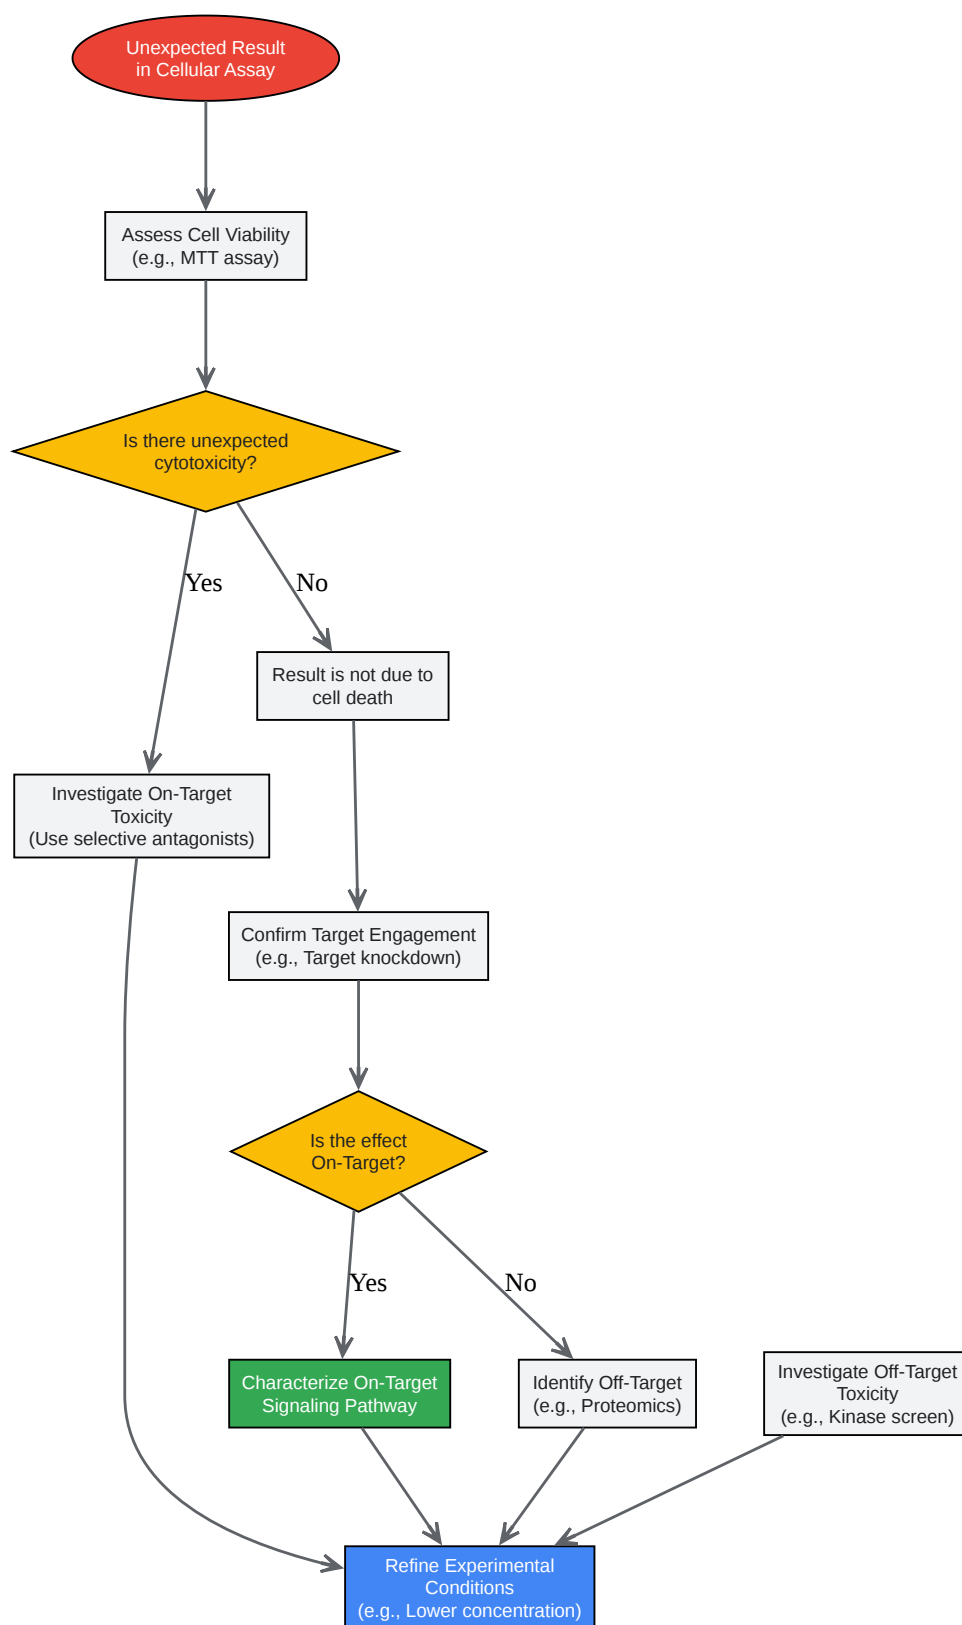 Unexpected Result
in Cellular Assay
Assess Cell Viability
(e.g., MTT assay)
Is there unexpected
cytotoxicity?
Yes
No
Result is not due to
cell death
Investigate On-Target
Toxicity
(Use selective antagonists)
Confirm Target Engagement
(e.g., Target knockdown)
Is the effect
On-Target?
Yes
No
Characterize On-Target
Signaling Pathway
Identify Off-Target
(e.g., Proteomics)
Investigate Off-Target
Toxicity
(e.g., Kinase screen)
Refine Experimental
Conditions
(e.g., Lower concentration)